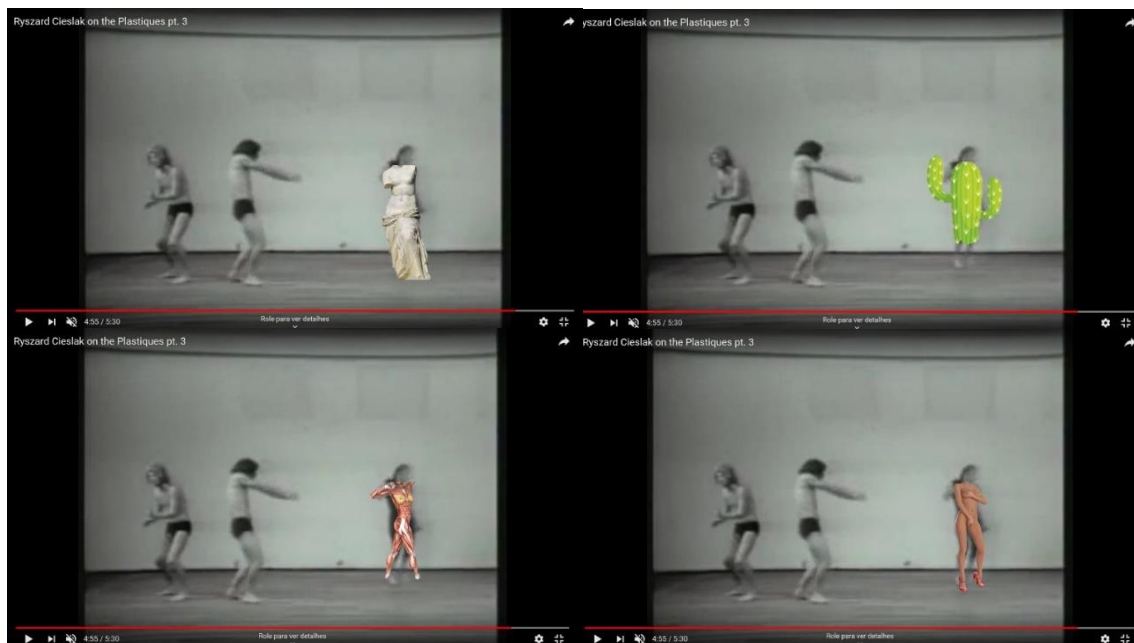 Ryszard Cieslak on the Plastiques pt. 3
yszard Cieslak on the Plastiques pt. 3
4:55 / 5:30
Role para ver detalhes
4:55 / 5:30
Role para ver detalhes
Ryszard Cieslak on the Plastiques pt. 3
Ryszard Cieslak on the Plastiques pt. 3
4:55 / 5:30
Role para ver detalhes
4:55 / 5:30
Role para ver detalhes